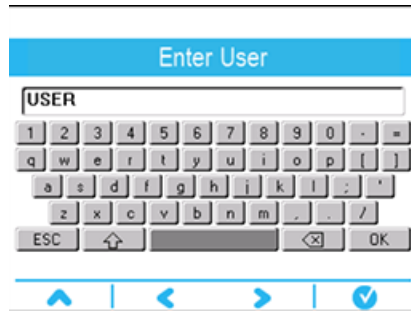 Enter User
USER
1 2 3 4 5 6 7 8 9 0 - =
q w e r t y u i o p [ ]
a s d f g h j k l ; '
z x c v b n m , . /
ESC OK